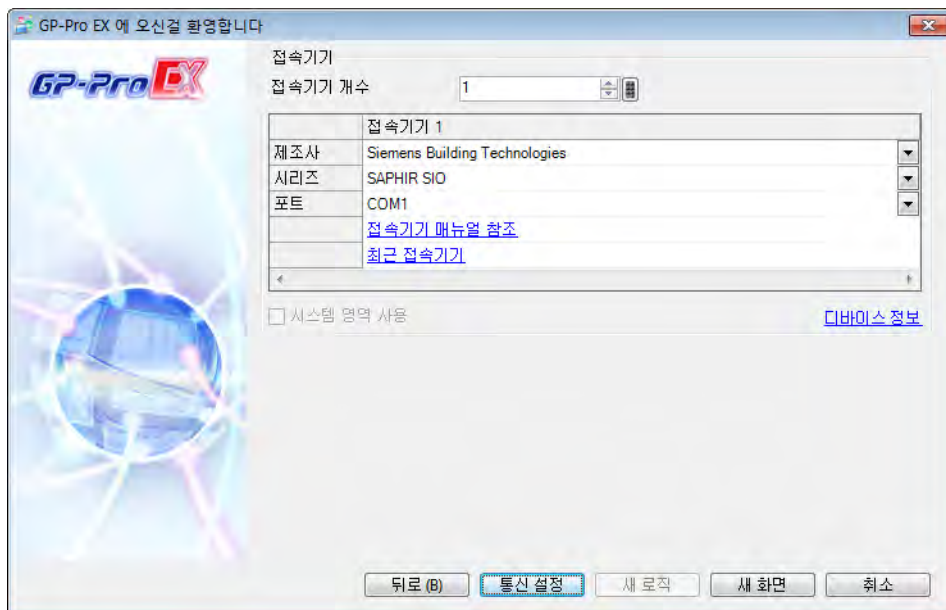 GP-Pro EX 에 오신걸 환영합니다
GP-Pro EX
접속기기
접속기기 개수 1
접속기기 1
제조사 Siemens Building Technologies
시리즈 SAPHIR SIO
포트 COM1
접속기기 매뉴얼 참조
최근 접속기기
시스템 영역 사용 디바이스 정보
뒤로 (B) 통신 설정 새 로직 새 화면 취소